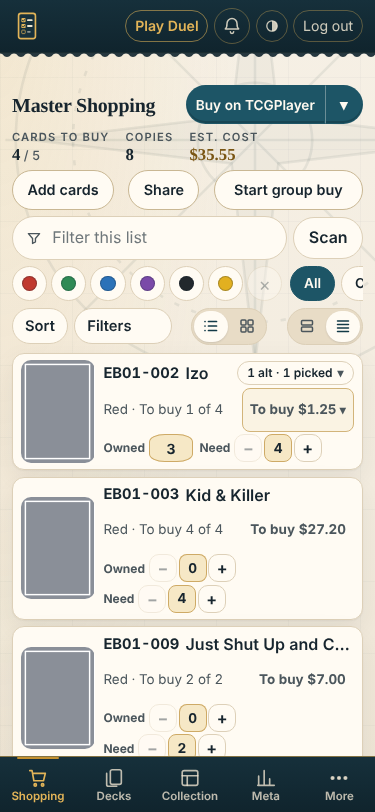 Play Duel Log out
Master Shopping Buy on TCGPlayer ▼
CARDS TO BUY COPIES EST. COST
4 / 5 8 $35.55
Add cards Share Start group buy
Filter this list Scan
× All
Sort Filters
EB01-002 Izo 1 alt · 1 picked ▾
Red · To buy 1 of 4 To buy $1.25 ▾
Owned 3 Need − 4 +
EB01-003 Kid & Killer
Red · To buy 4 of 4 To buy $27.20
Owned − 0 +
Need − 4 +
EB01-009 Just Shut Up and C...
Red · To buy 2 of 2 To buy $7.00
Owned − 0 +
Need − 2 +
Shopping Decks Collection Meta More